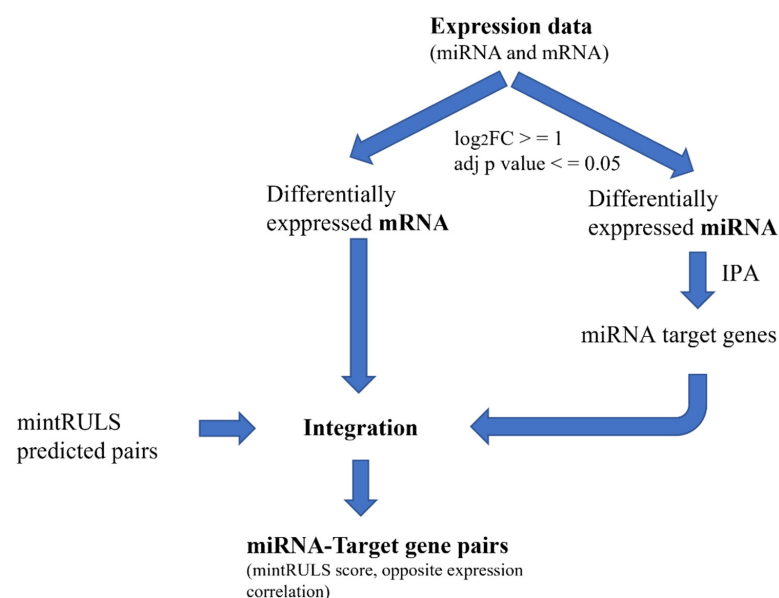 Expression data
(miRNA and mRNA)
log2FC > = 1
adj p value < = 0.05
Differentially
exppressed mRNA
Differentially
exppressed miRNA
IPA
miRNA target genes
mintRULS
predicted pairs
Integration
miRNA-Target gene pairs
(mintRULS score, opposite expression
correlation)